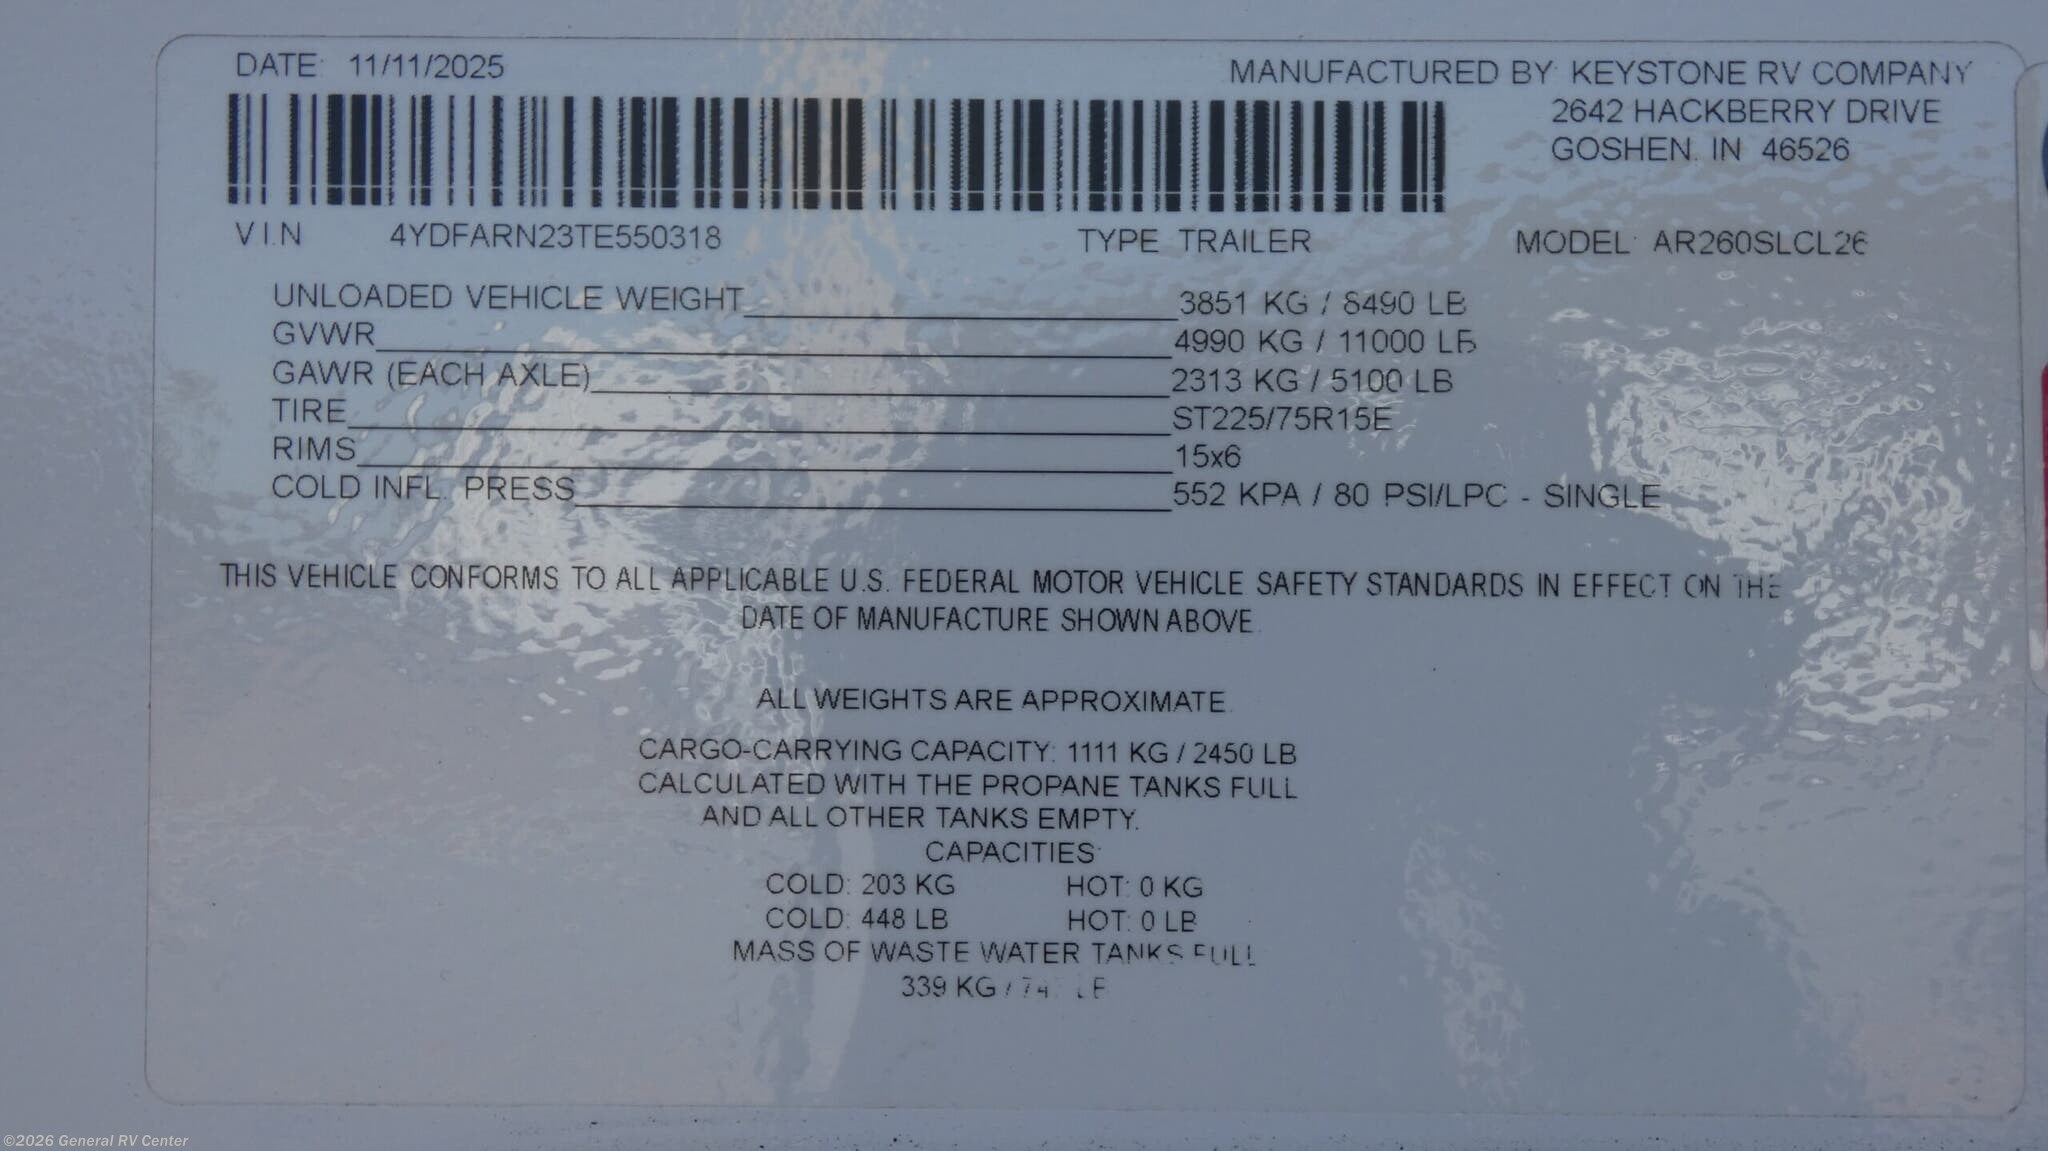 DATE: 11/11/2025
MANUFACTURED BY: KEYSTONE RV COMPANY
2642 HACKBERRY DRIVE
GOSHEN, IN 46526
V.I.N. 4YDFARN23TE550318 TYPE TRAILER MODEL: AR260SLCL26
UNLOADED VEHICLE WEIGHT 3851 KG / 8490 LB
GVWR 4990 KG / 11000 LB
GAWR (EACH AXLE) 2313 KG / 5100 LB
TIRE ST225/75R15E
RIMS 15x6
COLD INFL. PRESS 552 KPA / 80 PSI/LPC - SINGLE
THIS VEHICLE CONFORMS TO ALL APPLICABLE U.S. FEDERAL MOTOR VEHICLE SAFETY STANDARDS IN EFFECT ON THE
DATE OF MANUFACTURE SHOWN ABOVE.
ALL WEIGHTS ARE APPROXIMATE.
CARGO-CARRYING CAPACITY: 1111 KG / 2450 LB
CALCULATED WITH THE PROPANE TANKS FULL
AND ALL OTHER TANKS EMPTY.
CAPACITIES:
COLD: 203 KG HOT: 0 KG
COLD: 448 LB HOT: 0 LB
MASS OF WASTE WATER TANKS FULL
339 KG / LB
©2026 General RV Center